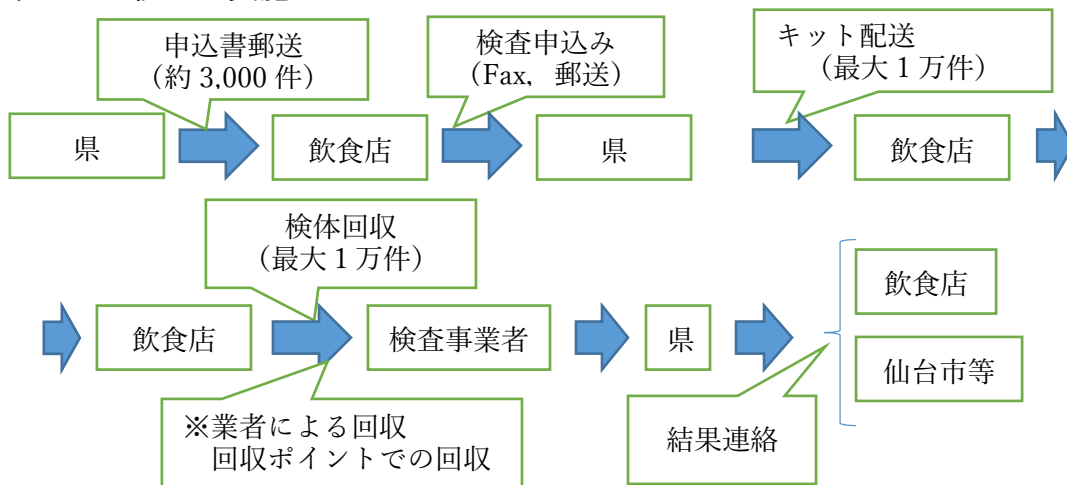 申込書郵送
（約 3,000 件）
検査申込み
（Fax，郵送）
キット配送
（最大１万件）
県
飲食店
県
飲食店
検体回収
（最大１万件）
飲食店
検査事業者
県
飲食店
仙台市等
※業者による回収
回収ポイントでの回収
結果連絡